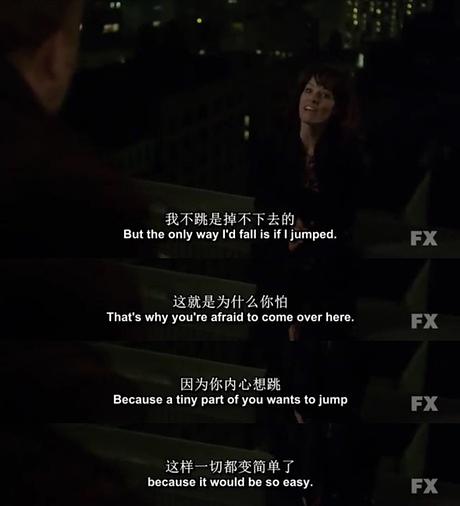 我不跳是掉不下去的
But the only way I'd fall is if I jumped.
FX
这就是为什么你怕
That's why you're afraid to come over here.
FX
因为你内心想跳
Because a tiny part of you wants to jump
FX
这样一切都变简单了
because it would be so easy.
FX